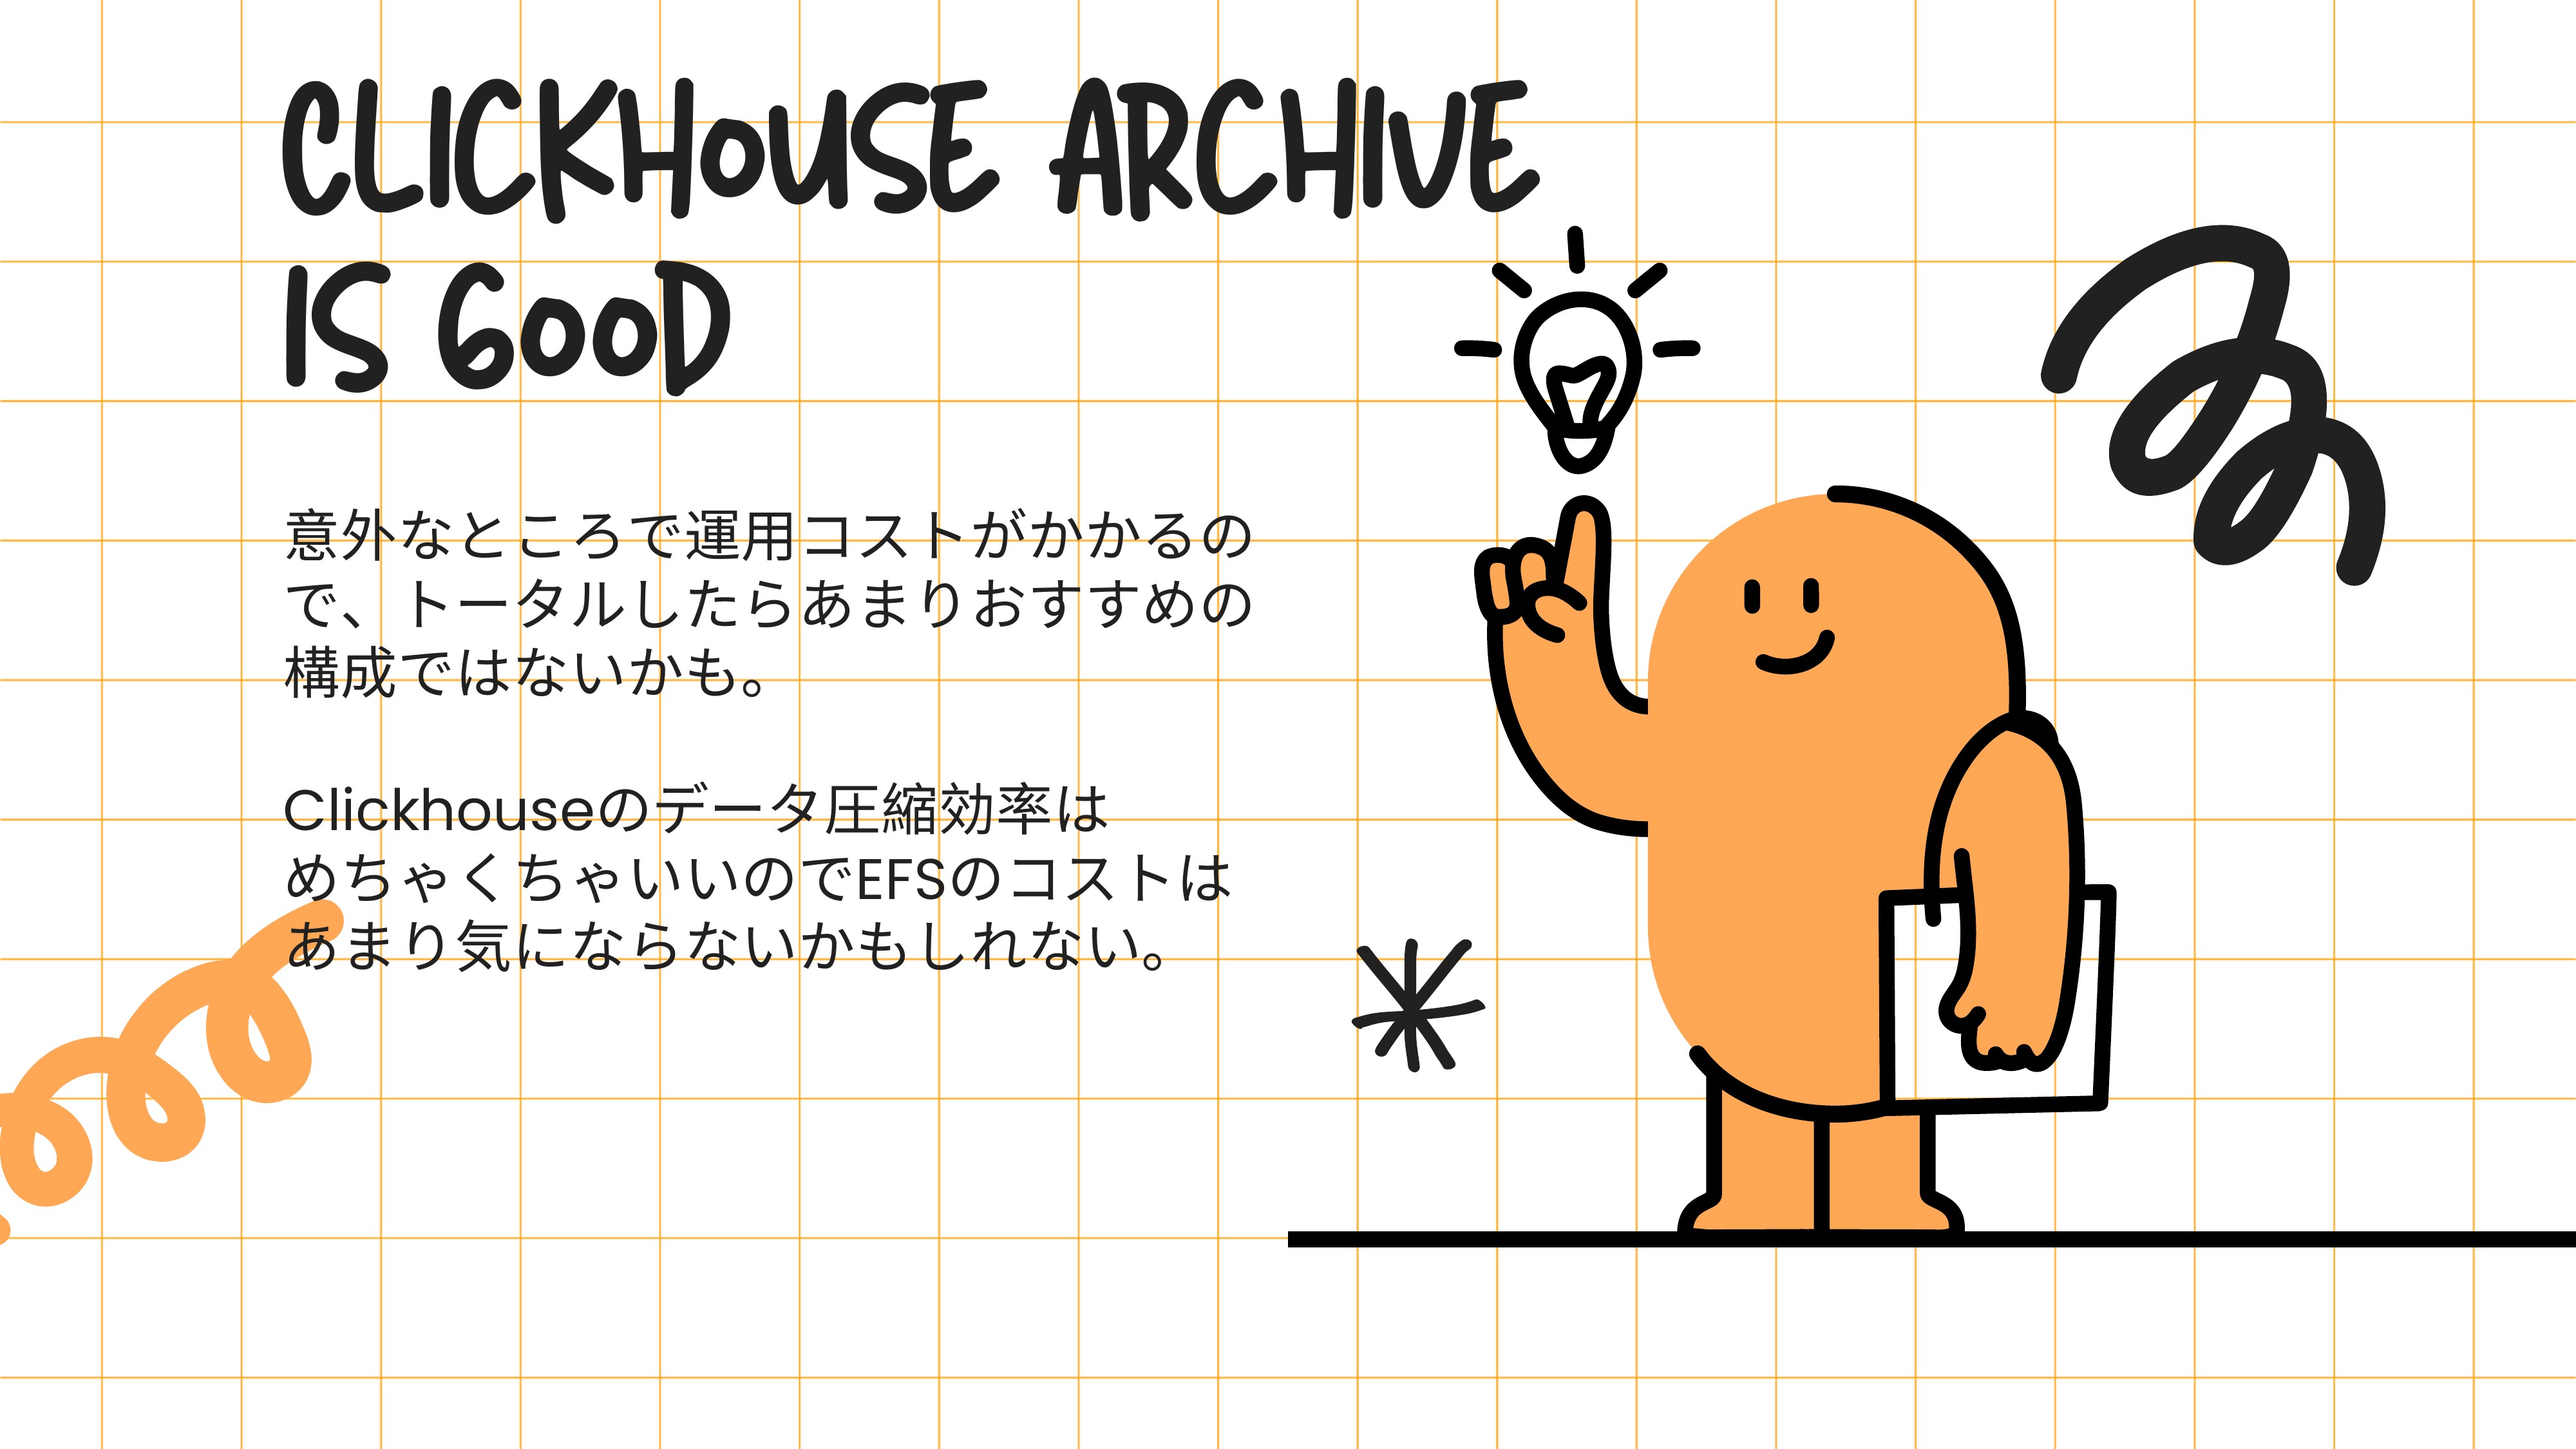 CLICKHOUSE ARCHIVE
IS GOOD
意外なところで運用コストがかかるの
で、トータルしたらあまりおすすめの
構成ではないかも。
Clickhouseのデータ圧縮効率は
めちゃくちゃいいのでEFSのコストは
あまり気にならないかもしれない。